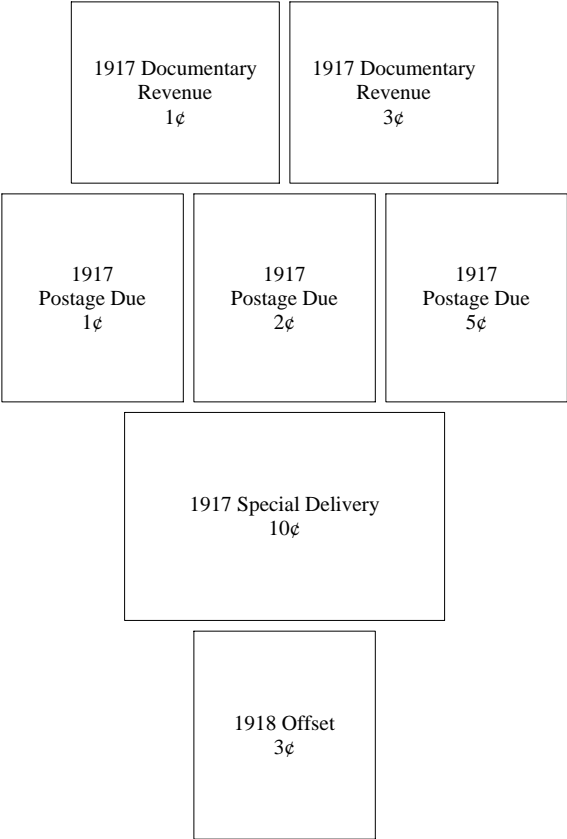 1917 Documentary
Revenue
1¢
1917 Documentary
Revenue
3¢
1917
Postage Due
1¢
1917
Postage Due
2¢
1917
Postage Due
5¢
1917 Special Delivery
10¢
1918 Offset
3¢